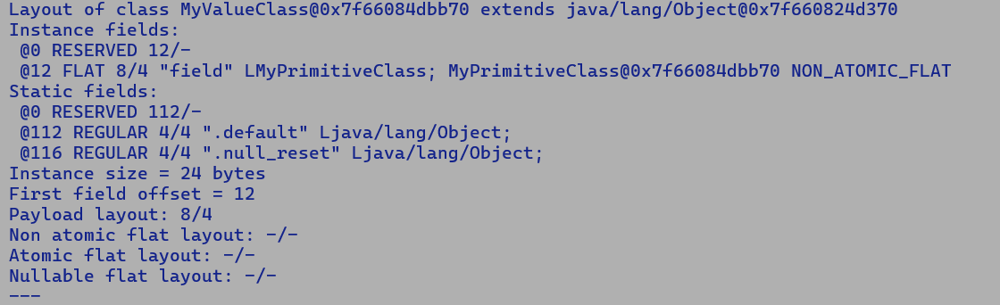 Layout of class MyValueClass@0x7f66084dbb70 extends java/lang/Object@0x7f660824d370
Instance fields:
 @0 RESERVED 12/-
 @12 FLAT 8/4 "field" LMyPrimitiveClass; MyPrimitiveClass@0x7f66084dbb70 NON_ATOMIC_FLAT
Static fields:
 @0 RESERVED 112/-
 @112 REGULAR 4/4 ".default" Ljava/lang/Object;
 @116 REGULAR 4/4 ".null_reset" Ljava/lang/Object;
Instance size = 24 bytes
First field offset = 12
Payload layout: 8/4
Non atomic flat layout: -/-
Atomic flat layout: -/-
Nullable flat layout: -/-
---